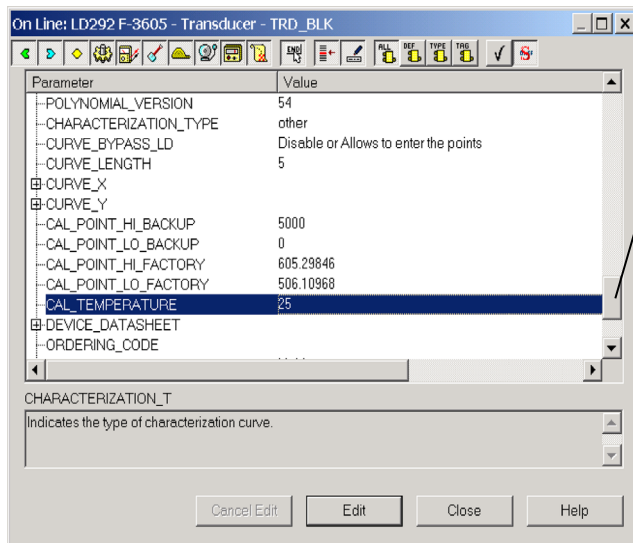 On Line: LD292 F-3605 - Transducer - TRD_BLK
END
ALL DEF TYPE TAG
Parameter Value
POLYNOMIAL_VERSION 54
CHARACTERIZATION_TYPE other
CURVE_BYPASS_LD Disable or Allows to enter the points
CURVE_LENGTH 5
CURVE_X
CURVE_Y
CAL_POINT_HI_BACKUP 5000
CAL_POINT_LO_BACKUP 0
CAL_POINT_HI_FACTORY 605.29846
CAL_POINT_LO_FACTORY 506.10968
CAL_TEMPERATURE 25
DEVICE_DATASHEET
ORDERING_CODE
CHARACTERIZATION_T
Indicates the type of characterization curve.
Cancel Edit Edit Close Help